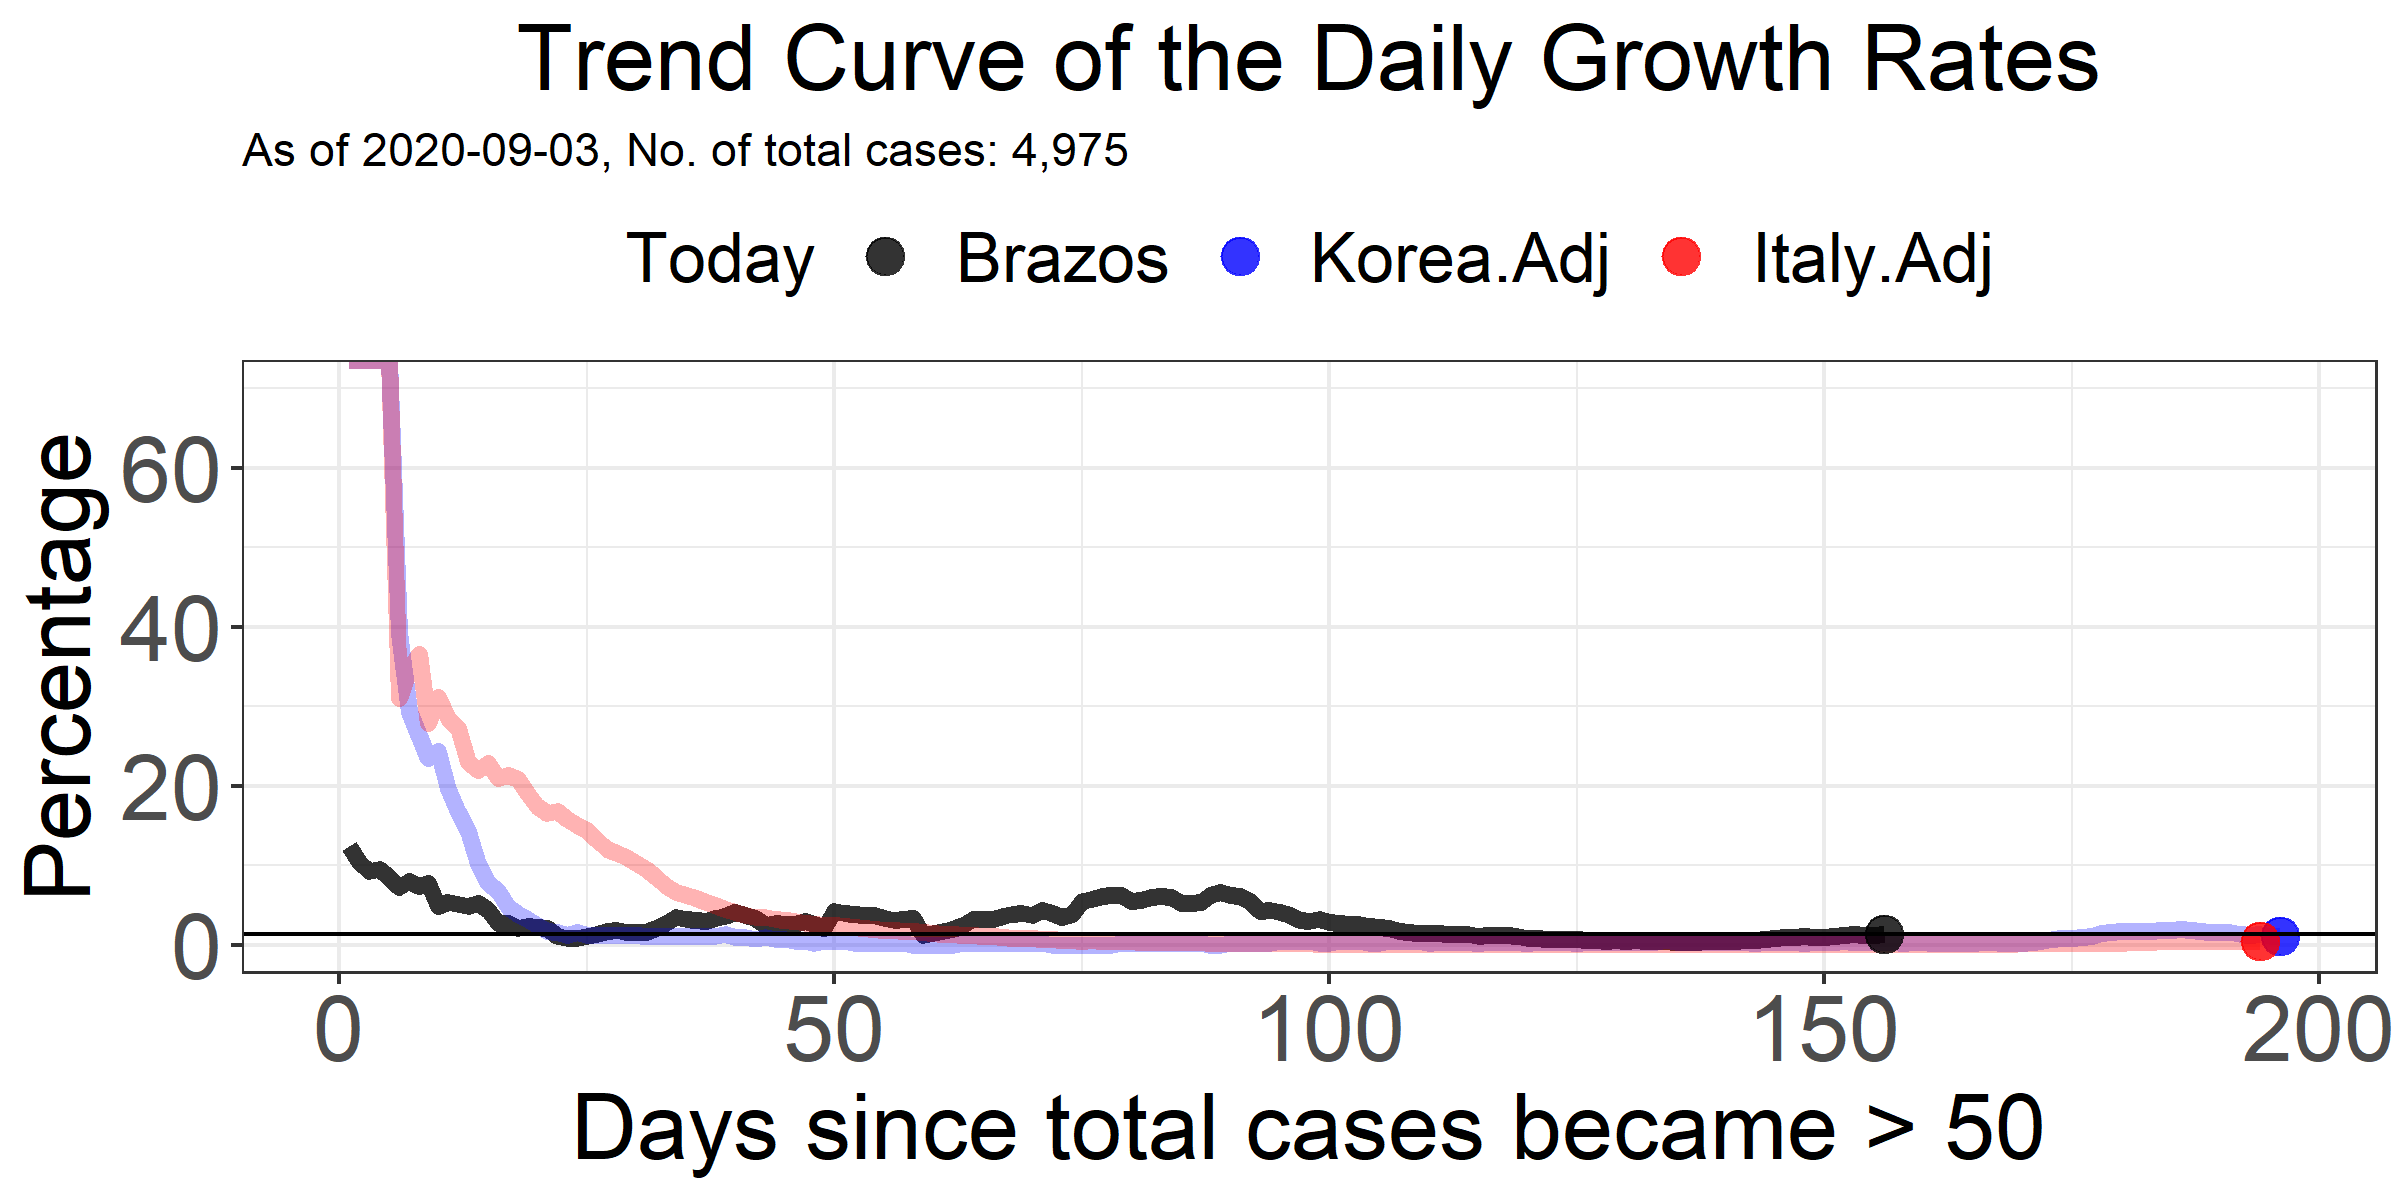 Trend Curve of the Daily Growth Rates
As of 2020-09-03, No. of total cases: 4,975
Today Brazos Korea.Adj Italy.Adj
Percentage
60
40
20
0
0 50 100 150 200
Days since total cases became > 50